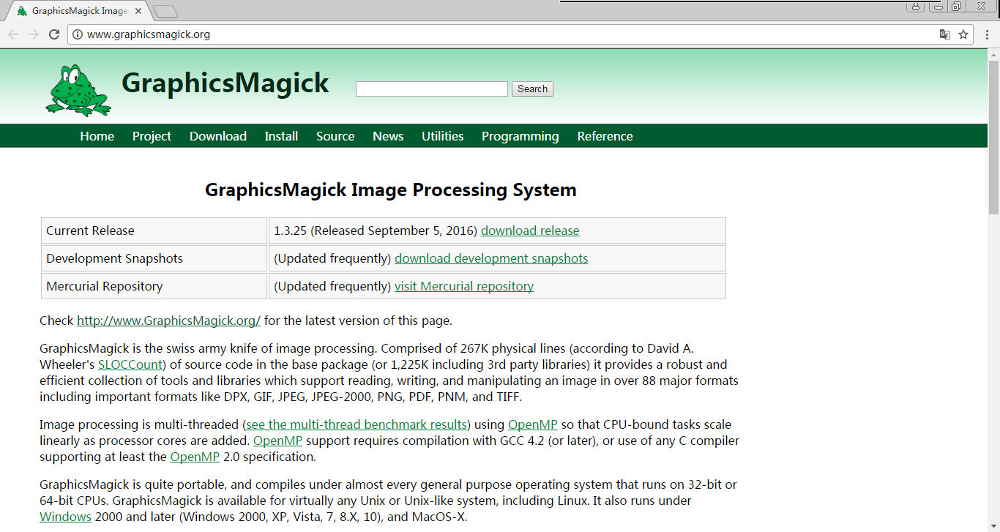 GraphicsMagick Image
www.graphicsmagick.org
GraphicsMagick
Search
Home Project Download Install Source News Utilities Programming Reference
GraphicsMagick Image Processing System
Current Release 1.3.25 (Released September 5, 2016) download release
Development Snapshots (Updated frequently) download development snapshots
Mercurial Repository (Updated frequently) visit Mercurial repository
Check http://www.GraphicsMagick.org/ for the latest version of this page.
GraphicsMagick is the swiss army knife of image processing. Comprised of 267K physical lines (according to David A.
Wheeler's SLOCCount) of source code in the base package (or 1,225K including 3rd party libraries) it provides a robust and
efficient collection of tools and libraries which support reading, writing, and manipulating an image in over 88 major formats
including important formats like DPX, GIF, JPEG, JPEG-2000, PNG, PDF, PNM, and TIFF.
Image processing is multi-threaded (see the multi-thread benchmark results) using OpenMP so that CPU-bound tasks scale
linearly as processor cores are added. OpenMP support requires compilation with GCC 4.2 (or later), or use of any C compiler
supporting at least the OpenMP 2.0 specification.
GraphicsMagick is quite portable, and compiles under almost every general purpose operating system that runs on 32-bit or
64-bit CPUs. GraphicsMagick is available for virtually any Unix or Unix-like system, including Linux. It also runs under
Windows 2000 and later (Windows 2000, XP, Vista, 7, 8.X, 10), and MacOS-X.